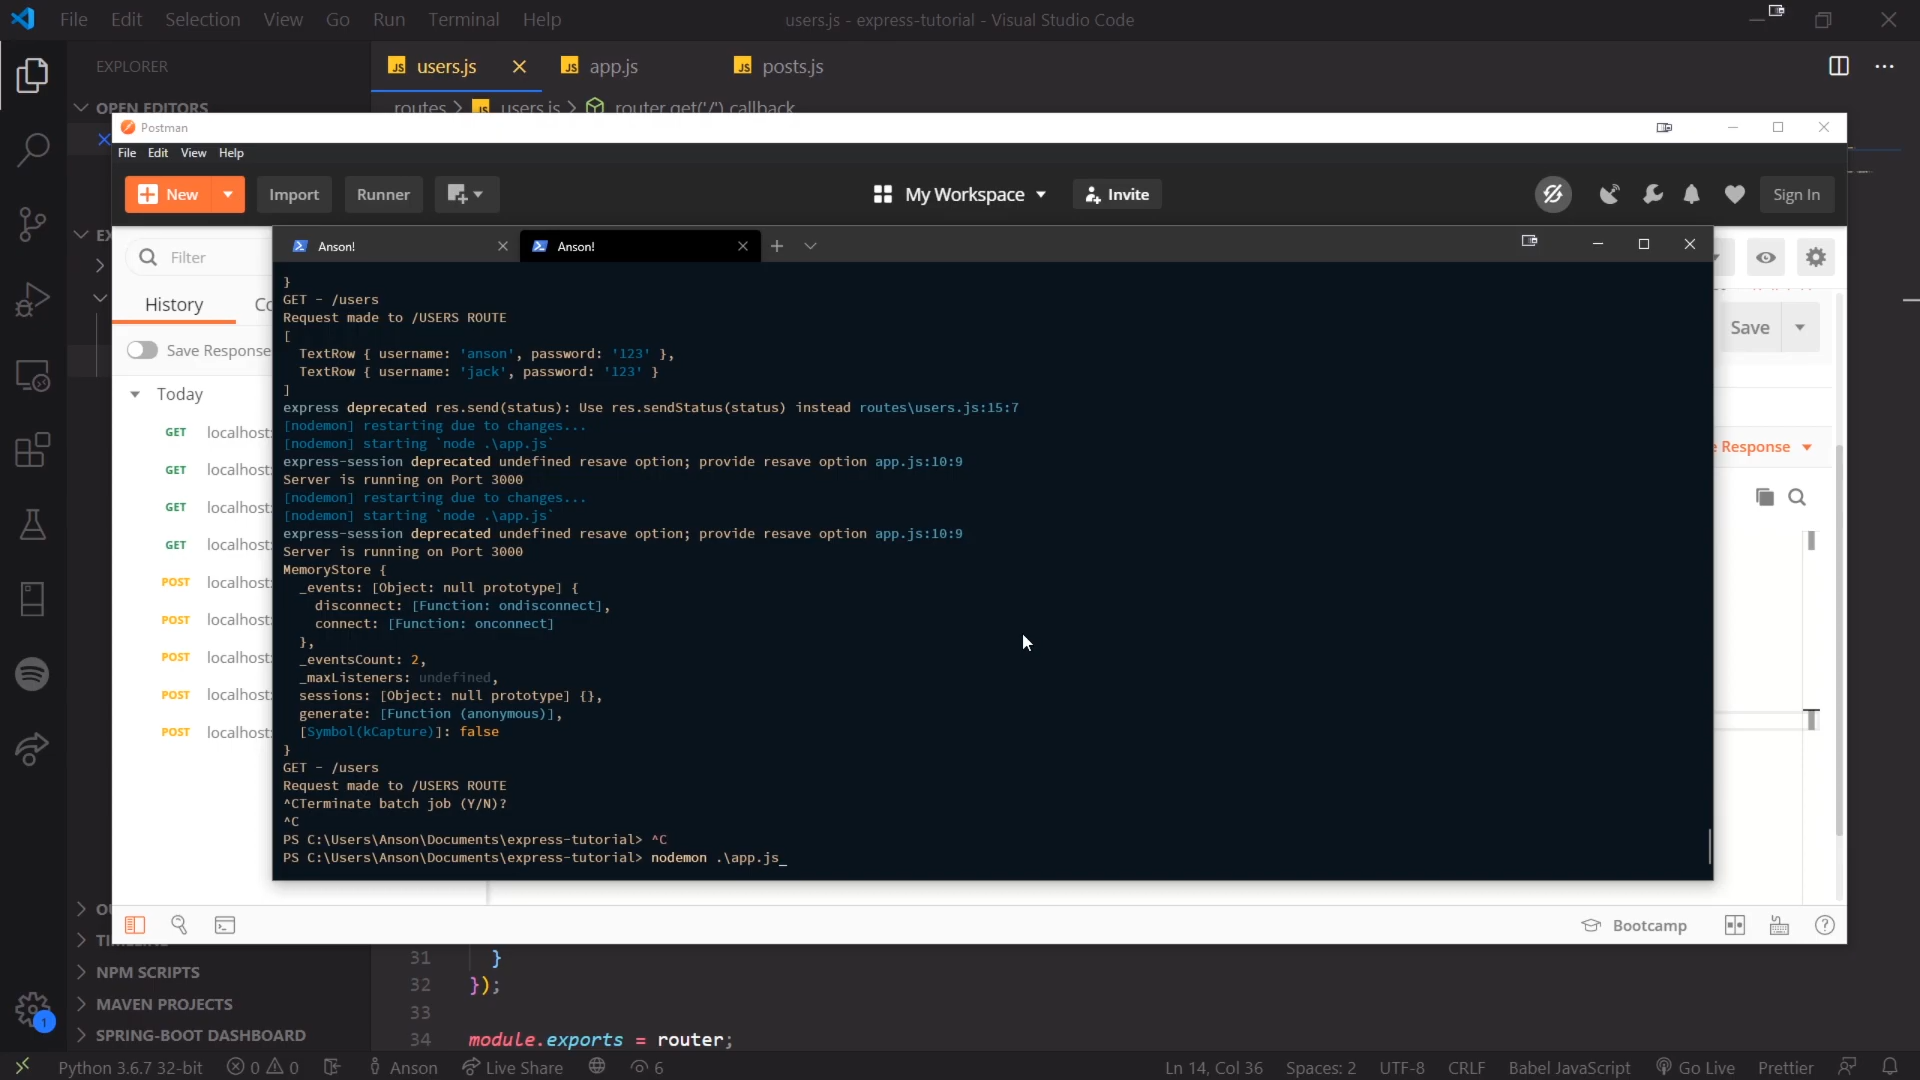 File Edit Selection View Go Run Terminal Help
users.js - express-tutorial - Visual Studio Code
EXPLORER
JS users.js
JS app.js
JS posts.js
OPEN EDITORS
routes > JS users.js > router.get('/') callback
Postman
File Edit View Help
New
Import
Runner
My Workspace
Invite
Sign In
Filter
Anson!
Anson!
History
Save
Save Response
Today
Response
GET localhost:
GET localhost:
GET localhost:
GET localhost:
POST localhost:
POST localhost:
POST localhost:
POST localhost:
POST localhost:
}
GET - /users
Request made to /USERS ROUTE
[
TextRow { username: 'anson', password: '123' },
TextRow { username: 'jack', password: '123' }
]
express deprecated res.send(status): Use res.sendStatus(status) instead routes\users.js:15:7
[nodemon] restarting due to changes...
[nodemon] starting `node .\app.js`
express-session deprecated undefined resave option; provide resave option app.js:10:9
Server is running on Port 3000
[nodemon] restarting due to changes...
[nodemon] starting `node .\app.js`
express-session deprecated undefined resave option; provide resave option app.js:10:9
Server is running on Port 3000
MemoryStore {
_events: [Object: null prototype] {
disconnect: [Function: ondisconnect],
connect: [Function: onconnect]
},
_eventsCount: 2,
_maxListeners: undefined,
sessions: [Object: null prototype] {},
generate: [Function (anonymous)],
[Symbol(kCapture)]: false
}
GET - /users
Request made to /USERS ROUTE
^CTerminate batch job (Y/N)?
^C
PS C:\Users\Anson\Documents\express-tutorial> ^C
PS C:\Users\Anson\Documents\express-tutorial> nodemon .\app.js_
Bootcamp
TIMELINE
NPM SCRIPTS
MAVEN PROJECTS
SPRING-BOOT DASHBOARD
31 }
32 });
33
34 module.exports = router;
1
Python 3.6.7 32-bit 0 0 Anson Live Share 6
Ln 14, Col 36 Spaces: 2 UTF-8 CRLF Babel JavaScript Go Live Prettier